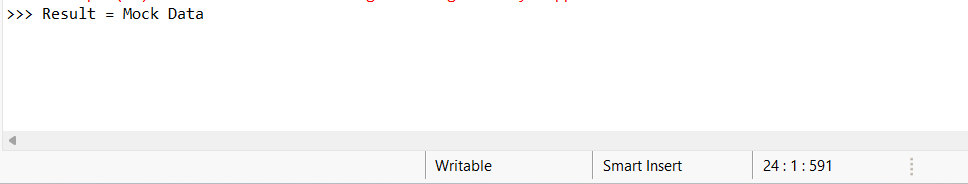 >>> Result = Mock Data
Writable
Smart Insert
24 : 1 : 591